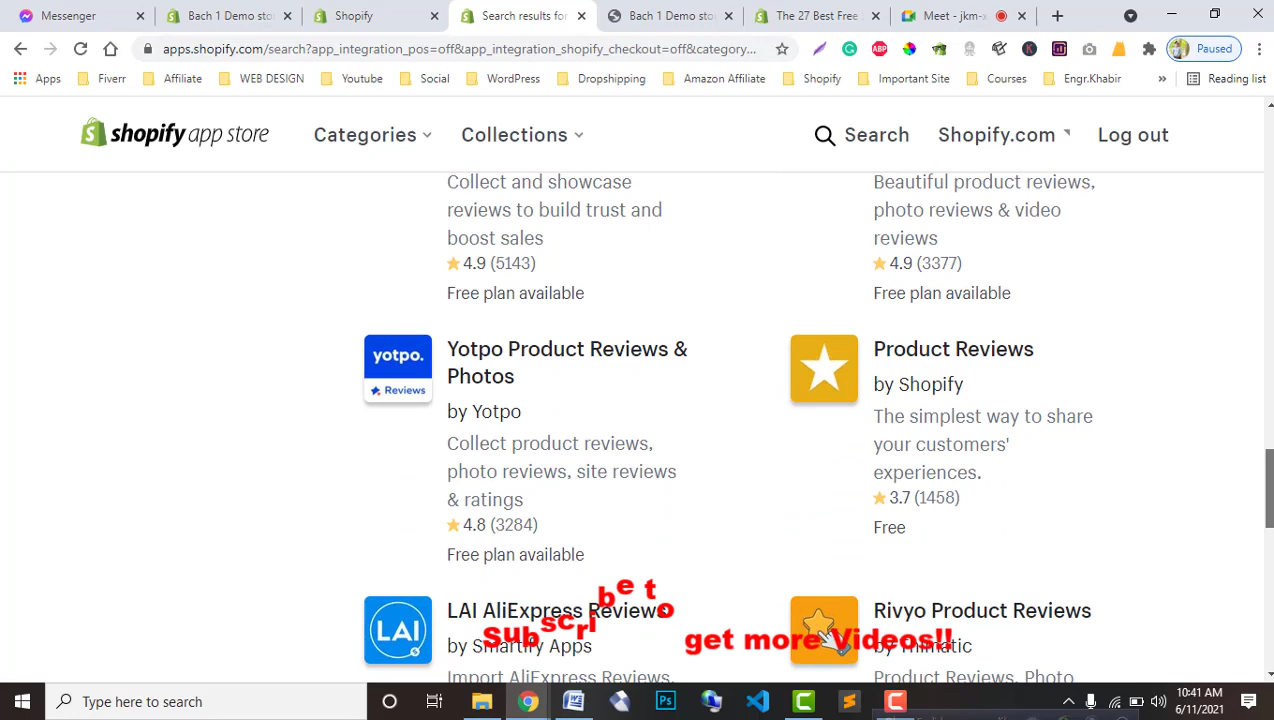 Messenger
Bach 1 Demo store
Shopify
Search results for
Bach 1 Demo sto
The 27 Best Free
Meet - jkm-x
apps.shopify.com/search?app_integration_pos=off&app_integration_shopify_checkout=off&category...
ABP
K
Paused
Apps
Fiverr
Affiliate
WEB DESIGN
Youtube
Social
WordPress
Dropshipping
Amazon Affiliate
Shopify
Important Site
Courses
Engr.Khabir
»
Reading list
shopify app store
Categories
Collections
Search
Shopify.com
Log out
Collect and showcase
reviews to build trust and
boost sales
4.9 (5143)
Free plan available
Beautiful product reviews,
photo reviews & video
reviews
4.9 (3377)
Free plan available
yotpo.
Reviews
Yotpo Product Reviews &
Photos
by Yotpo
Collect product reviews,
photo reviews, site reviews
& ratings
4.8 (3284)
Free plan available
Product Reviews
by Shopify
The simplest way to share
your customers'
experiences.
3.7 (1458)
Free
LAI
LAI AliExpress Reviews
by Smartify Apps
Import AliExpress Reviews,
Rivyo Product Reviews
by Thimatic
Product Reviews, Photo
Subscribe to get more Videos!!
Type here to search
Ps
10:41 AM
6/11/2021